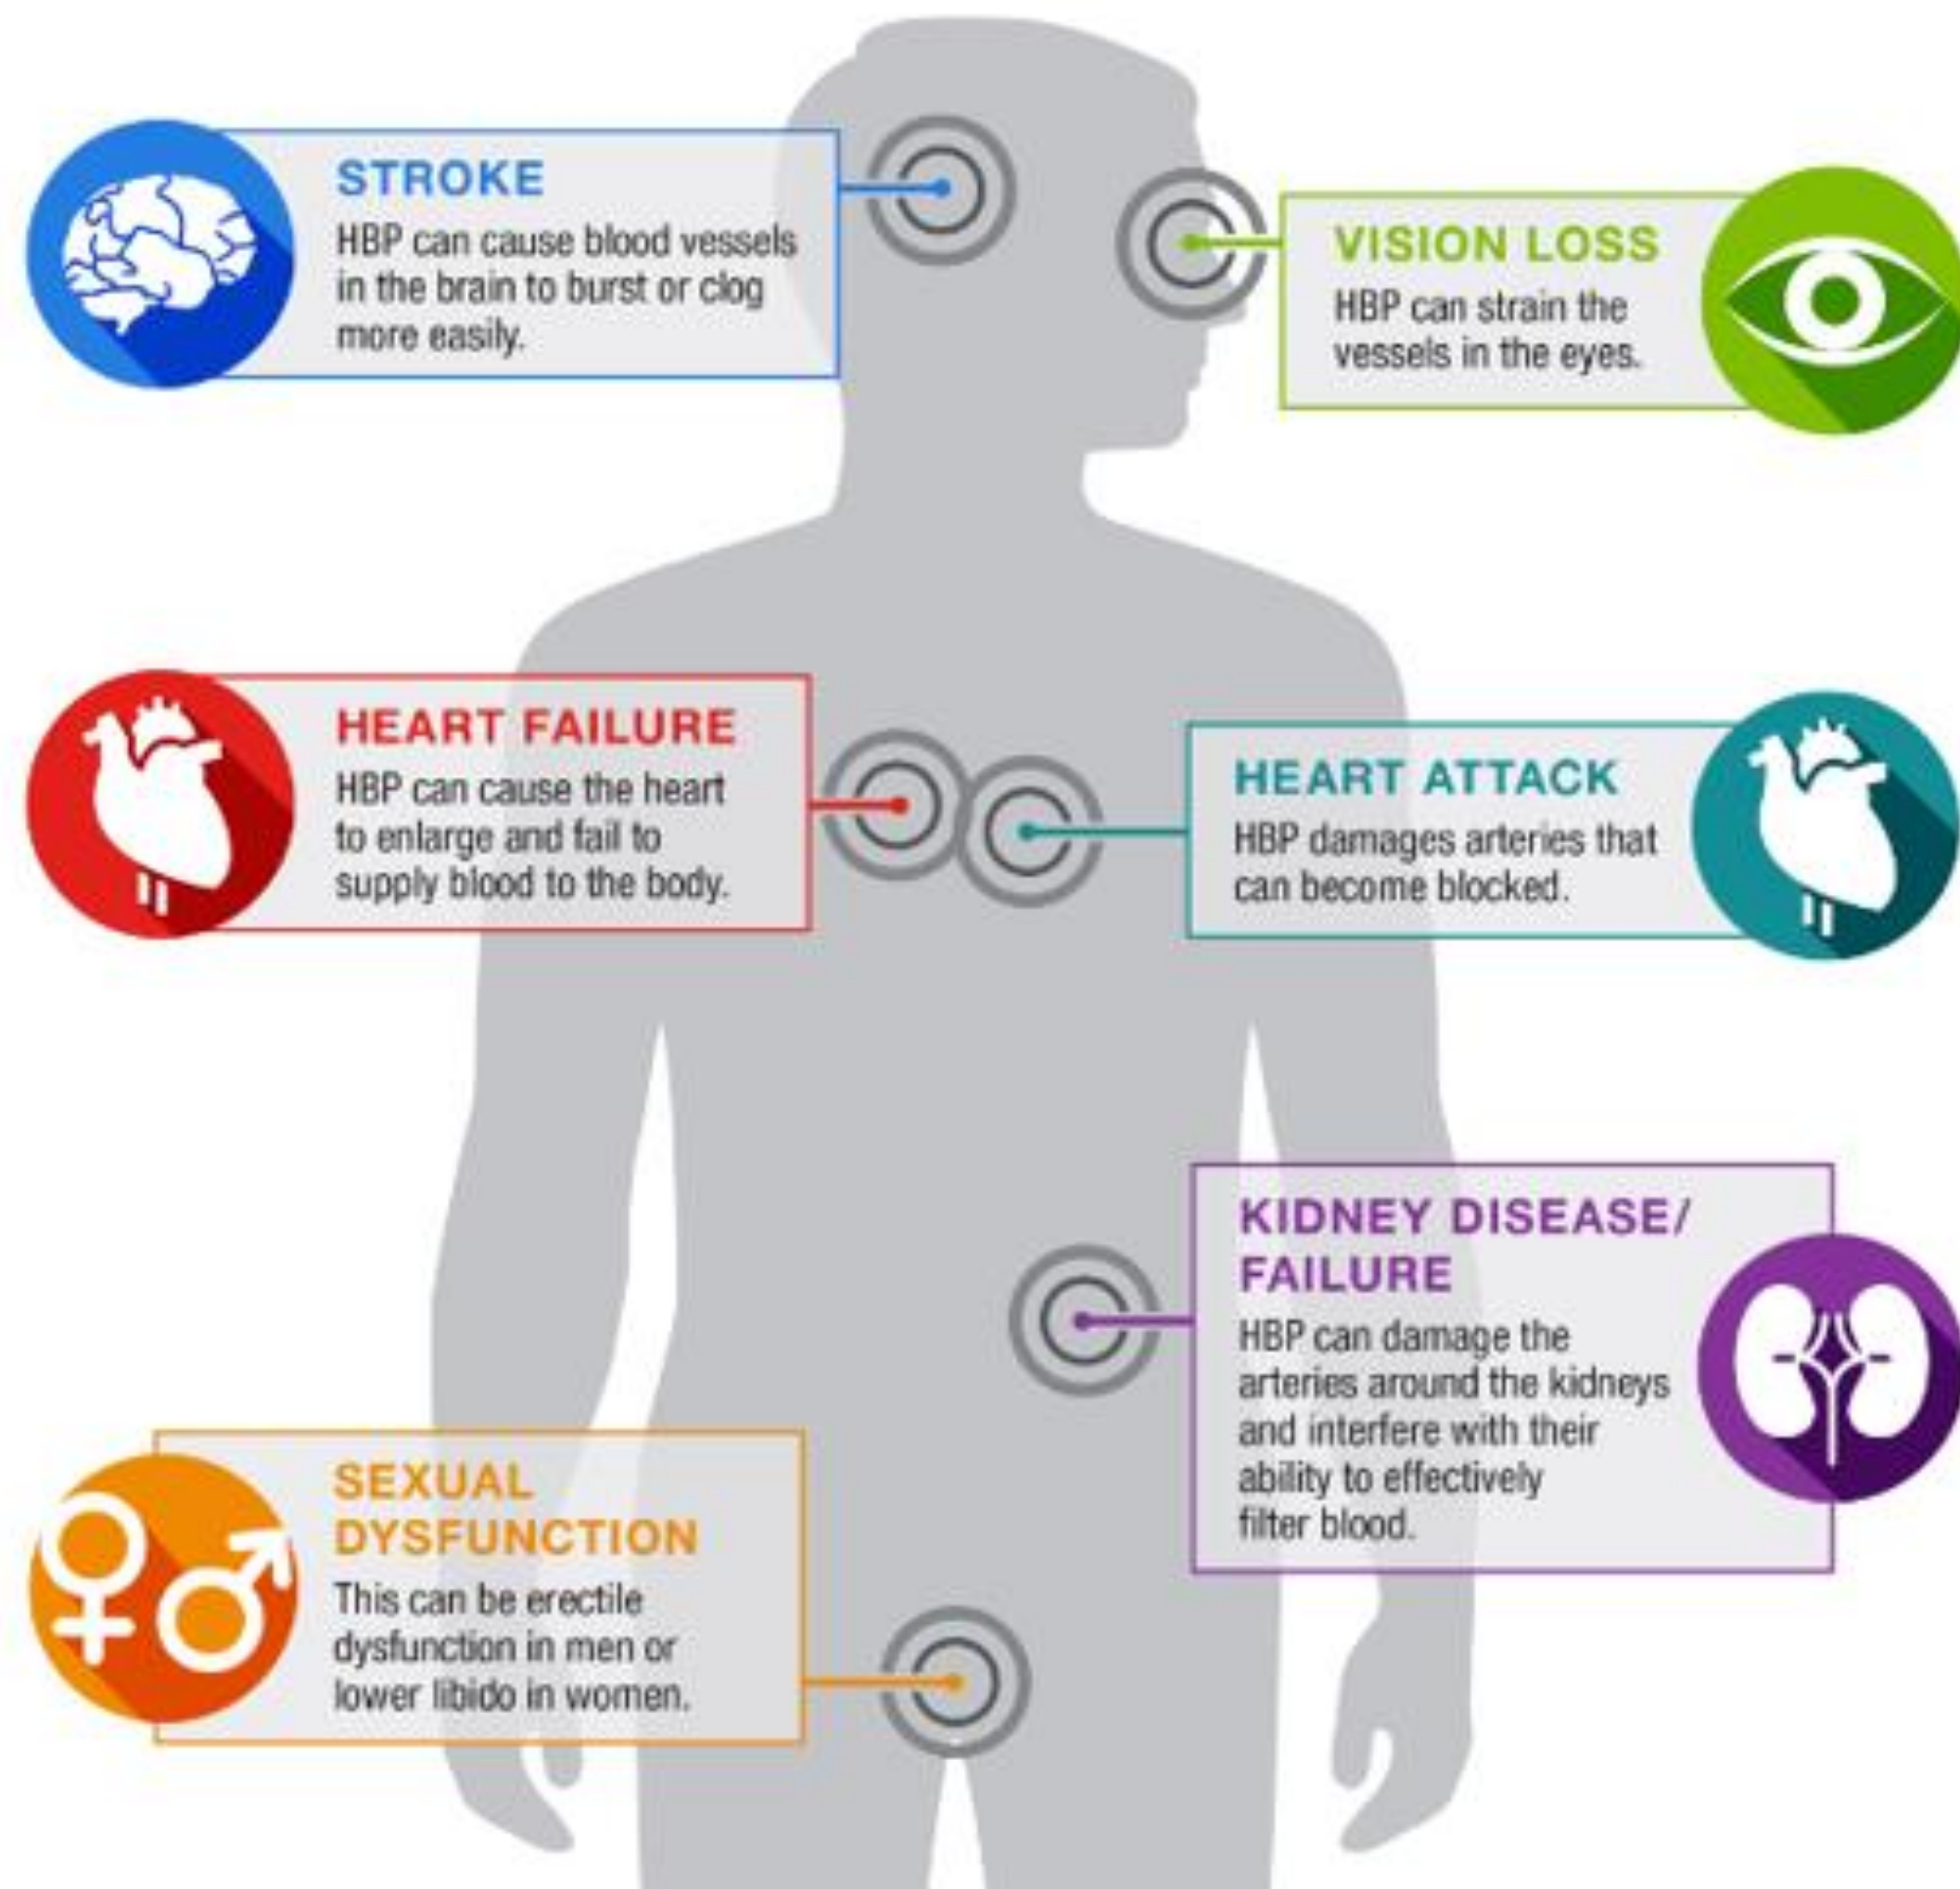 STROKE
HBP can cause blood vessels
in the brain to burst or clog
more easily.
VISION LOSS
HBP can strain the
vessels in the eyes.
HEART FAILURE
HBP can cause the heart
to enlarge and fail to
supply blood to the body.
HEART ATTACK
HBP damages arteries that
can become blocked.
KIDNEY DISEASE/
FAILURE
HBP can damage the
arteries around the kidneys
and interfere with their
ability to effectively
filter blood.
SEXUAL
DYSFUNCTION
This can be erectile
dysfunction in men or
lower libido in women.